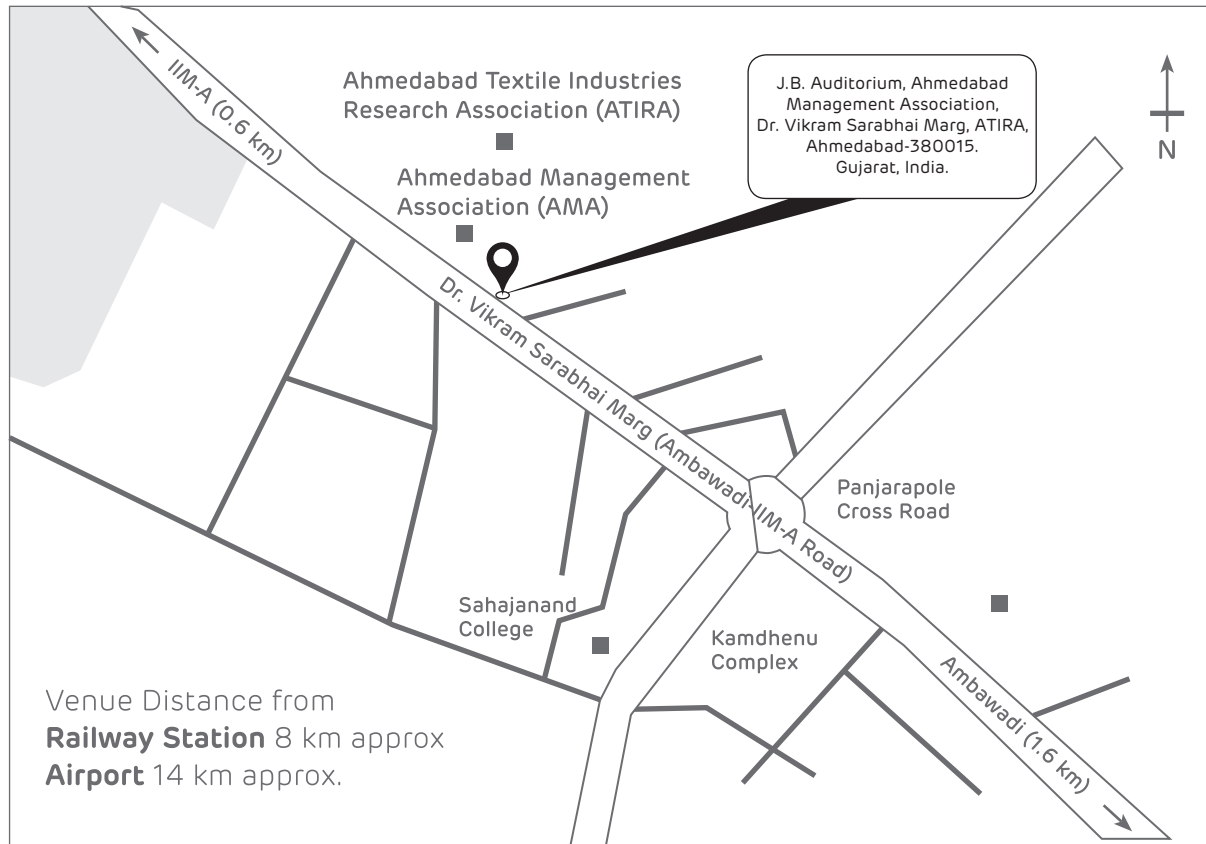 IIM-A (0.6 km)
Ahmedabad Textile Industries
Research Association (ATIRA)
Ahmedabad Management
Association (AMA)
J.B. Auditorium, Ahmedabad
Management Association,
Dr. Vikram Sarabhai Marg, ATIRA,
Ahmedabad-380015.
Gujarat, India.
N
Dr. Vikram Sarabhai Marg (Ambawadi-IIM-A Road)
Panjarapole
Cross Road
Sahajanand
College
Kamdhenu
Complex
Ambawadi (1.6 km)
Venue Distance from
Railway Station 8 km approx
Airport 14 km approx.